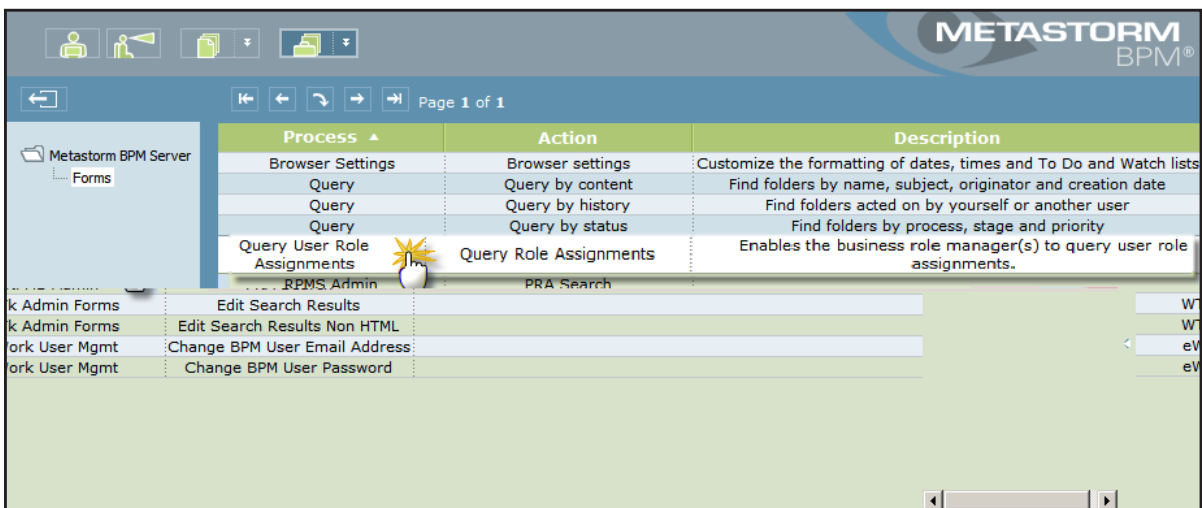 METASTORM
BPM®
Page 1 of 1
Metastorm BPM Server
Forms
Process Action Description
Browser Settings Browser settings Customize the formatting of dates, times and To Do and Watch lists
Query Query by content Find folders by name, subject, originator and creation date
Query Query by history Find folders acted on by yourself or another user
Query Query by status Find folders by process, stage and priority
Query User Role
Assignments
Query Role Assignments
Enables the business role manager(s) to query user role
assignments.
RPMS Admin PRA Search
k Admin Forms Edit Search Results WT
k Admin Forms Edit Search Results Non HTML WT
ork User Mgmt Change BPM User Email Address eW
ork User Mgmt Change BPM User Password eW